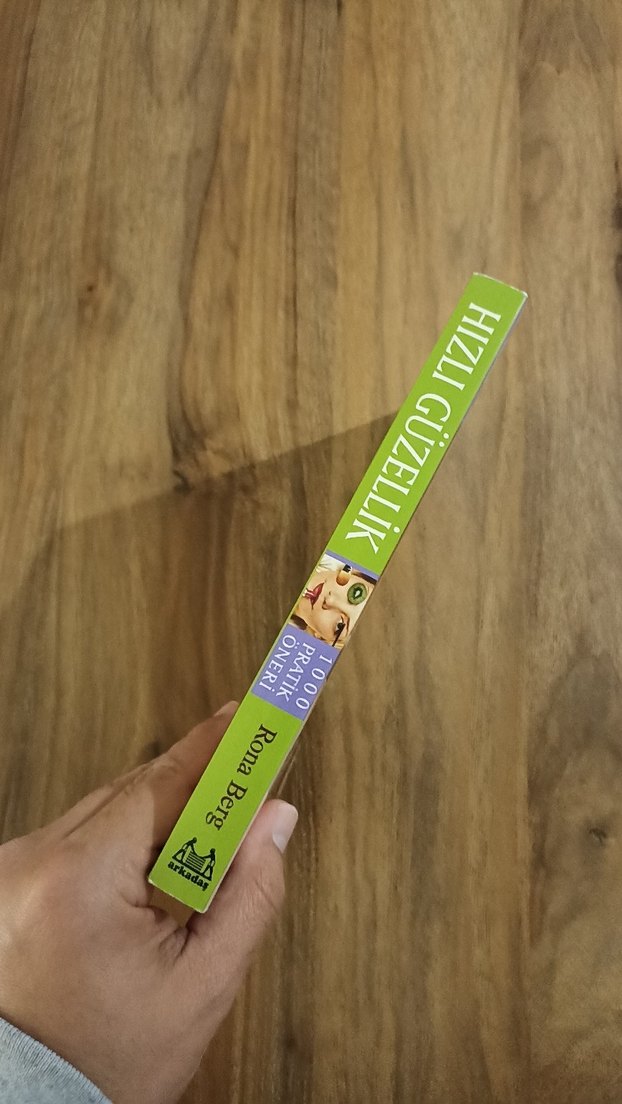 HIZLI GÜZELLİK
1000
PRATİK
ÖNERİ
Rona Berg
arkadaş